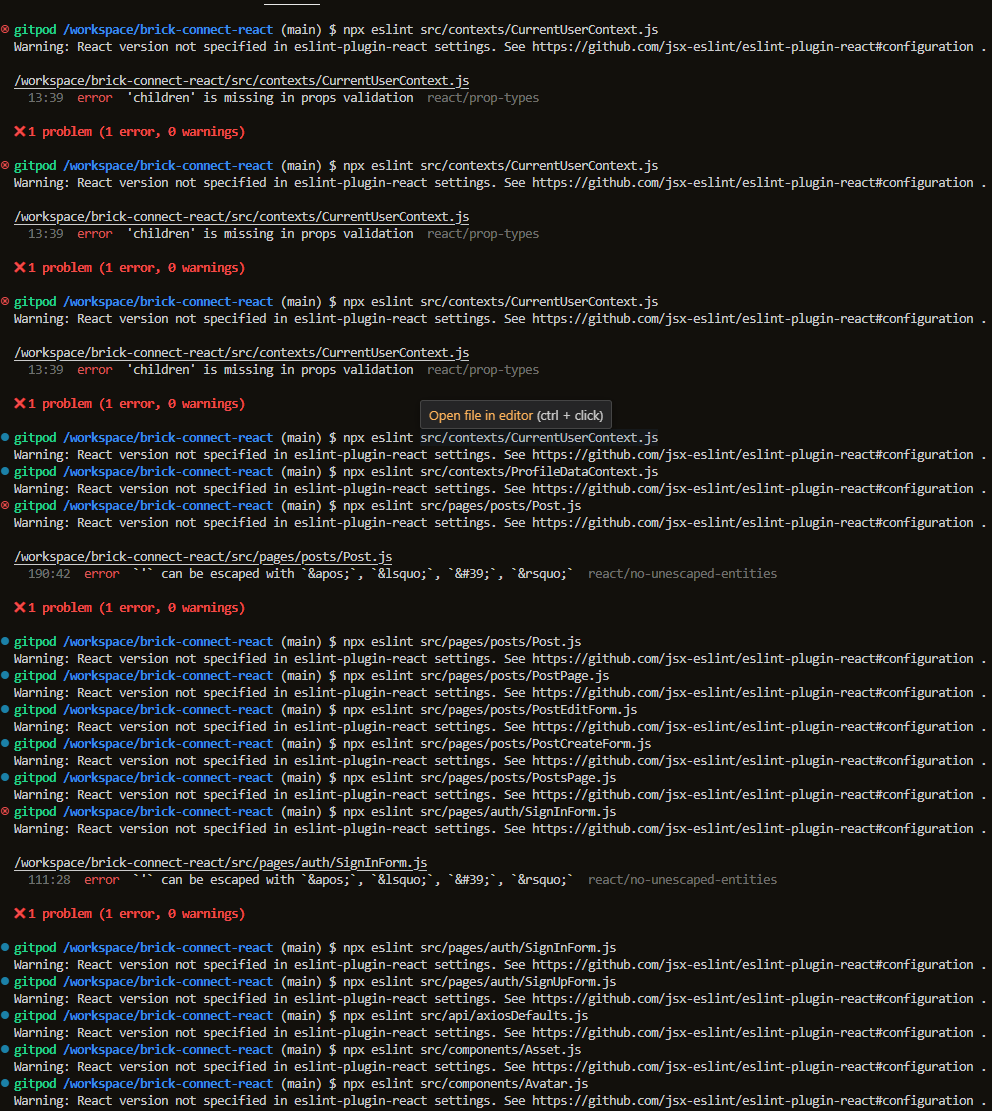 gitpod /workspace/brick-connect-react (main) $ npx eslint src/contexts/CurrentUserContext.js
Warning: React version not specified in eslint-plugin-react settings. See https://github.com/jsx-eslint/eslint-plugin-react#configuration .
/workspace/brick-connect-react/src/contexts/CurrentUserContext.js
13:39 error 'children' is missing in props validation react/prop-types
❌1 problem (1 error, 0 warnings)
gitpod /workspace/brick-connect-react (main) $ npx eslint src/contexts/CurrentUserContext.js
Warning: React version not specified in eslint-plugin-react settings. See https://github.com/jsx-eslint/eslint-plugin-react#configuration .
/workspace/brick-connect-react/src/contexts/CurrentUserContext.js
13:39 error 'children' is missing in props validation react/prop-types
❌1 problem (1 error, 0 warnings)
gitpod /workspace/brick-connect-react (main) $ npx eslint src/contexts/CurrentUserContext.js
Warning: React version not specified in eslint-plugin-react settings. See https://github.com/jsx-eslint/eslint-plugin-react#configuration .
/workspace/brick-connect-react/src/contexts/CurrentUserContext.js
13:39 error 'children' is missing in props validation react/prop-types
❌1 problem (1 error, 0 warnings)
Open file in editor (ctrl + click)
gitpod /workspace/brick-connect-react (main) $ npx eslint src/contexts/CurrentUserContext.js
Warning: React version not specified in eslint-plugin-react settings. See https://github.com/jsx-eslint/eslint-plugin-react#configuration .
gitpod /workspace/brick-connect-react (main) $ npx eslint src/contexts/ProfileDataContext.js
Warning: React version not specified in eslint-plugin-react settings. See https://github.com/jsx-eslint/eslint-plugin-react#configuration .
gitpod /workspace/brick-connect-react (main) $ npx eslint src/pages/posts/Post.js
Warning: React version not specified in eslint-plugin-react settings. See https://github.com/jsx-eslint/eslint-plugin-react#configuration .
/workspace/brick-connect-react/src/pages/posts/Post.js
190:42 error `'` can be escaped with `&apos;`, `&lsquo;`, `&#39;`, `&rsquo;` react/no-unescaped-entities
❌1 problem (1 error, 0 warnings)
gitpod /workspace/brick-connect-react (main) $ npx eslint src/pages/posts/Post.js
Warning: React version not specified in eslint-plugin-react settings. See https://github.com/jsx-eslint/eslint-plugin-react#configuration .
gitpod /workspace/brick-connect-react (main) $ npx eslint src/pages/posts/PostPage.js
Warning: React version not specified in eslint-plugin-react settings. See https://github.com/jsx-eslint/eslint-plugin-react#configuration .
gitpod /workspace/brick-connect-react (main) $ npx eslint src/pages/posts/PostEditForm.js
Warning: React version not specified in eslint-plugin-react settings. See https://github.com/jsx-eslint/eslint-plugin-react#configuration .
gitpod /workspace/brick-connect-react (main) $ npx eslint src/pages/posts/PostCreateForm.js
Warning: React version not specified in eslint-plugin-react settings. See https://github.com/jsx-eslint/eslint-plugin-react#configuration .
gitpod /workspace/brick-connect-react (main) $ npx eslint src/pages/posts/PostsPage.js
Warning: React version not specified in eslint-plugin-react settings. See https://github.com/jsx-eslint/eslint-plugin-react#configuration .
gitpod /workspace/brick-connect-react (main) $ npx eslint src/pages/auth/SignInForm.js
Warning: React version not specified in eslint-plugin-react settings. See https://github.com/jsx-eslint/eslint-plugin-react#configuration .
/workspace/brick-connect-react/src/pages/auth/SignInForm.js
111:28 error `'` can be escaped with `&apos;`, `&lsquo;`, `&#39;`, `&rsquo;` react/no-unescaped-entities
❌1 problem (1 error, 0 warnings)
gitpod /workspace/brick-connect-react (main) $ npx eslint src/pages/auth/SignInForm.js
Warning: React version not specified in eslint-plugin-react settings. See https://github.com/jsx-eslint/eslint-plugin-react#configuration .
gitpod /workspace/brick-connect-react (main) $ npx eslint src/pages/auth/SignUpForm.js
Warning: React version not specified in eslint-plugin-react settings. See https://github.com/jsx-eslint/eslint-plugin-react#configuration .
gitpod /workspace/brick-connect-react (main) $ npx eslint src/api/axiosDefaults.js
Warning: React version not specified in eslint-plugin-react settings. See https://github.com/jsx-eslint/eslint-plugin-react#configuration .
gitpod /workspace/brick-connect-react (main) $ npx eslint src/components/Asset.js
Warning: React version not specified in eslint-plugin-react settings. See https://github.com/jsx-eslint/eslint-plugin-react#configuration .
gitpod /workspace/brick-connect-react (main) $ npx eslint src/components/Avatar.js
Warning: React version not specified in eslint-plugin-react settings. See https://github.com/jsx-eslint/eslint-plugin-react#configuration .